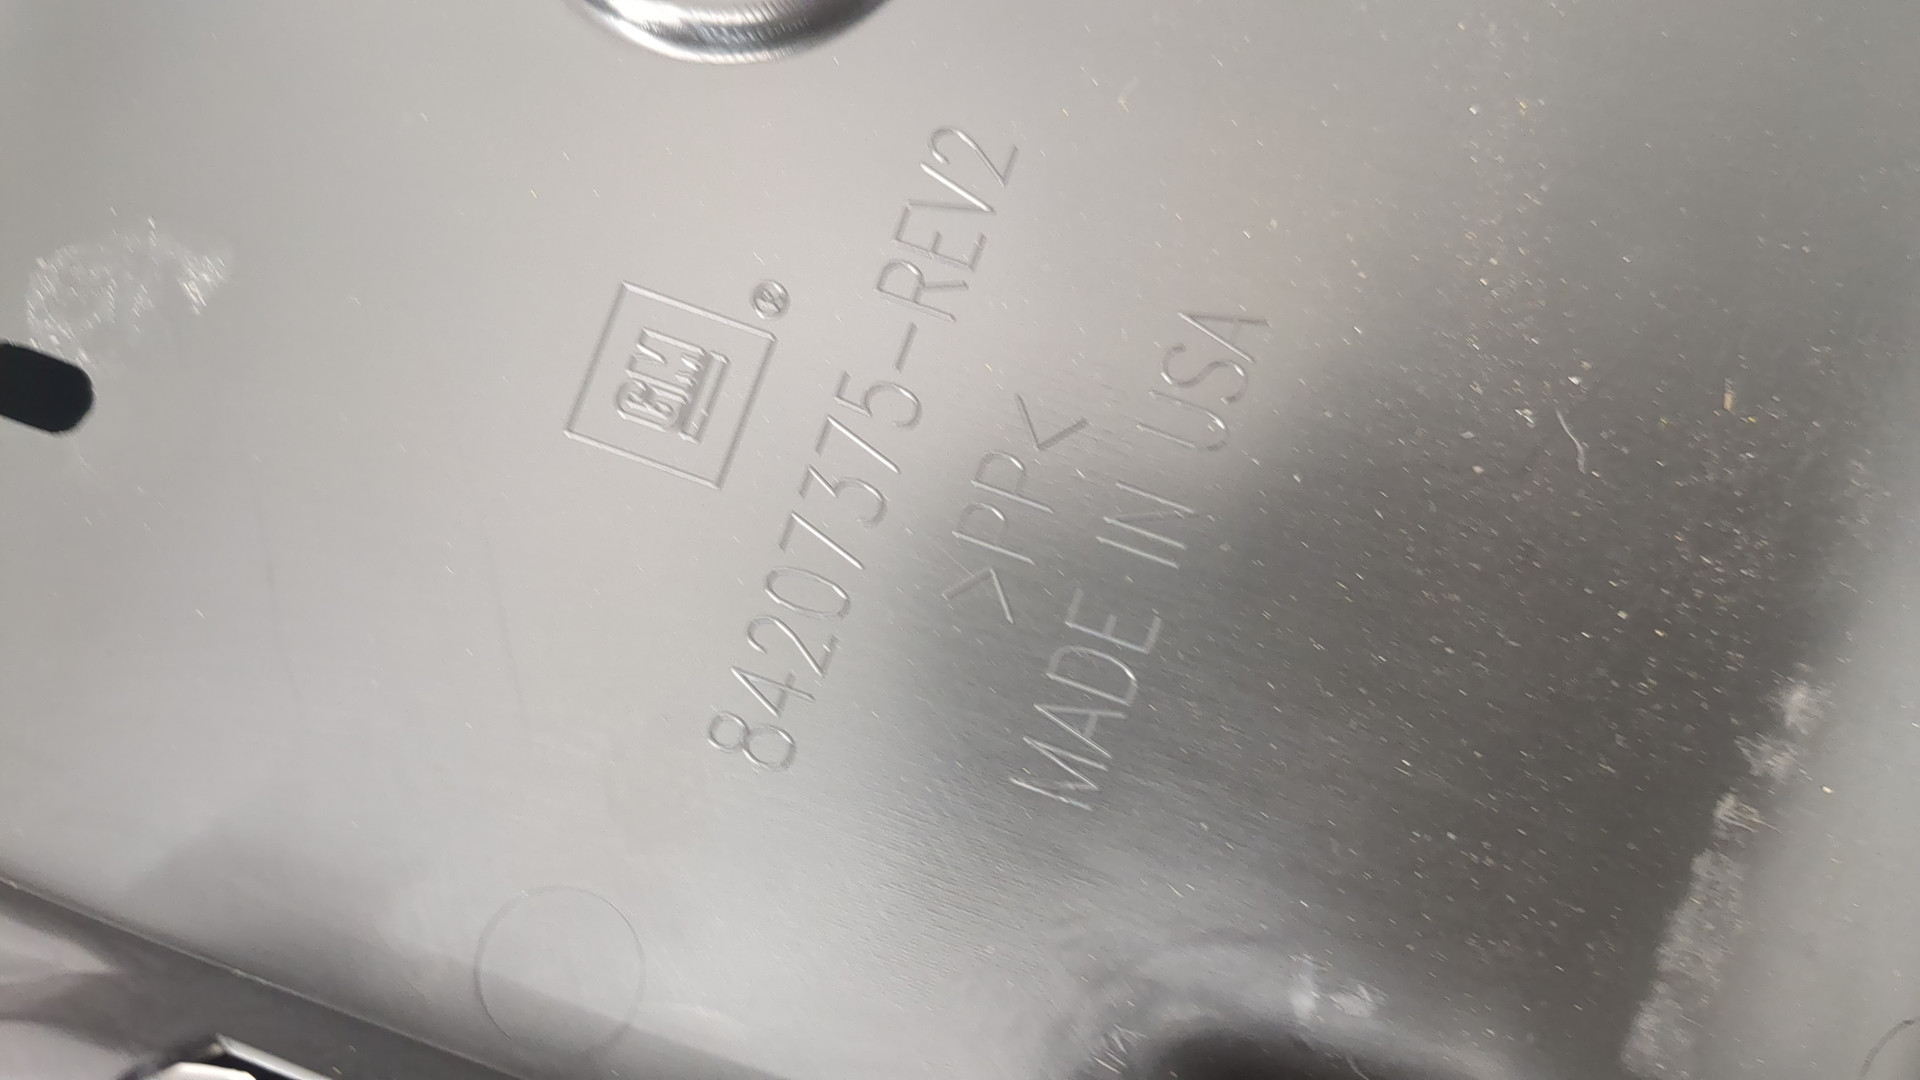 GM ®
84207375-REV2
>PP<
MADE IN USA